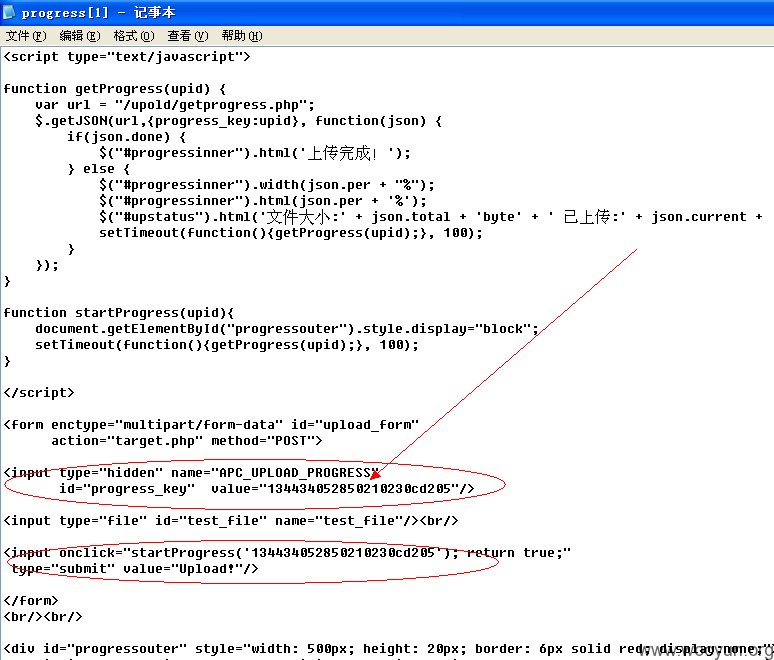 progress[1] - 记事本
文件(F) 编辑(E) 格式(O) 查看(V) 帮助(H)
<script type="text/javascript">
function getProgress(upid) {
    var url = "/upold/getprogress.php";
    $.getJSON(url,{progress_key:upid}, function(json) {
        if(json.done) {
            $("#progressinner").html('上传完成! ');
        } else {
            $("#progressinner").width(json.per + "%");
            $("#progressinner").html(json.per + '%');
            $("#upstatus").html('文件大小:' + json.total + 'byte' + ' 已上传:' + json.current +
            setTimeout(function(){getProgress(upid);}, 100);
        }
    });
}
function startProgress(upid){
    document.getElementById("progressouter").style.display="block";
    setTimeout(function(){getProgress(upid);}, 100);
}
</script>
<form enctype="multipart/form-data" id="upload_form"
      action="target.php" method="POST">
<input type="hidden" name="APC_UPLOAD_PROGRESS"
       id="progress_key"  value="134434052850210230cd205"/>
<input type="file" id="test_file" name="test_file"/><br/>
<input onclick="startProgress('134434052850210230cd205'); return true;"
 type="submit" value="Upload!"/>
</form>
<br/><br/>
<div id="progressouter" style="width: 500px; height: 20px; border: 6px solid red; display:none;"
www.wooyun.org